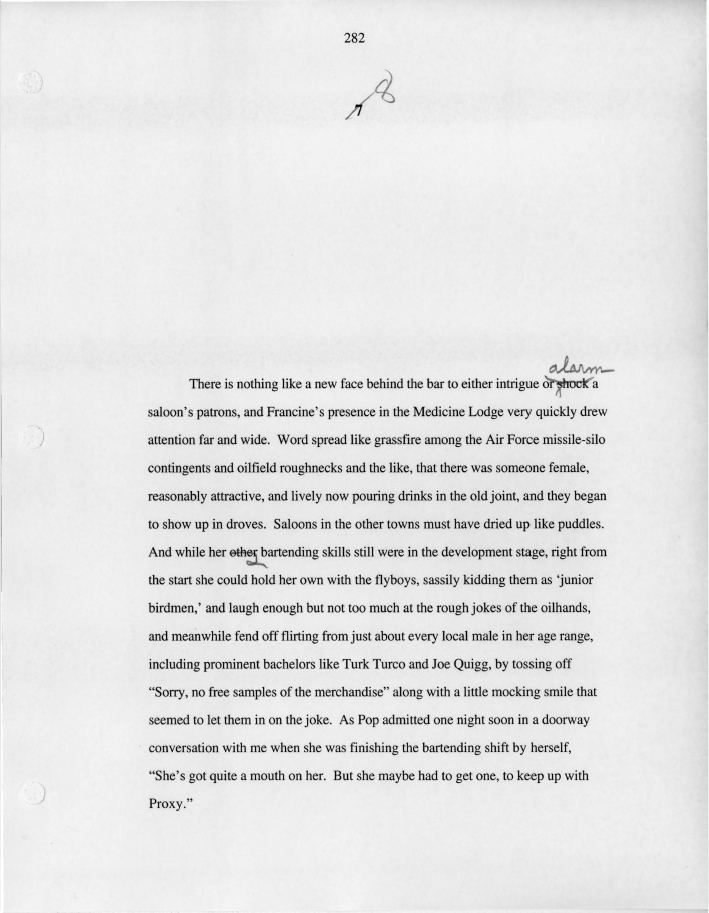 282
7 8
alarm
There is nothing like a new face behind the bar to either intrigue or shock a
saloon's patrons, and Francine's presence in the Medicine Lodge very quickly drew
attention far and wide.  Word spread like grassfire among the Air Force missile-silo
contingents and oilfield roughnecks and the like, that there was someone female,
reasonably attractive, and lively now pouring drinks in the old joint, and they began
to show up in droves.  Saloons in the other towns must have dried up like puddles.
And while her other bartending skills still were in the development stage, right from
the start she could hold her own with the flyboys, sassily kidding them as ‘junior
birdmen,’ and laugh enough but not too much at the rough jokes of the oilhands,
and meanwhile fend off flirting from just about every local male in her age range,
including prominent bachelors like Turk Turco and Joe Quigg, by tossing off
“Sorry, no free samples of the merchandise” along with a little mocking smile that
seemed to let them in on the joke.  As Pop admitted one night soon in a doorway
conversation with me when she was finishing the bartending shift by herself,
“She’s got quite a mouth on her.  But she maybe had to get one, to keep up with
Proxy.”